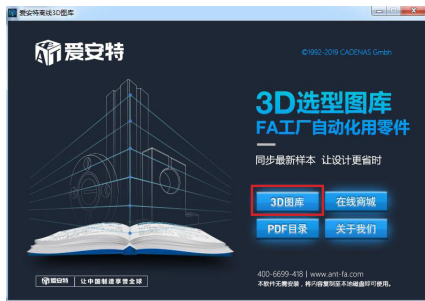 爱安特离线3D图库
爱安特
©1992-2019 CADENAS Gmbh
3D选型图库
FA工厂自动化用零件
同步最新样本 让设计更省时
3D图库
在线商城
PDF目录
关于我们
爱安特 让中国制造享誉全球
400-6699-418 | www.ant-fa.com
本软件无需安装，将内容复制至本地磁盘即可使用。